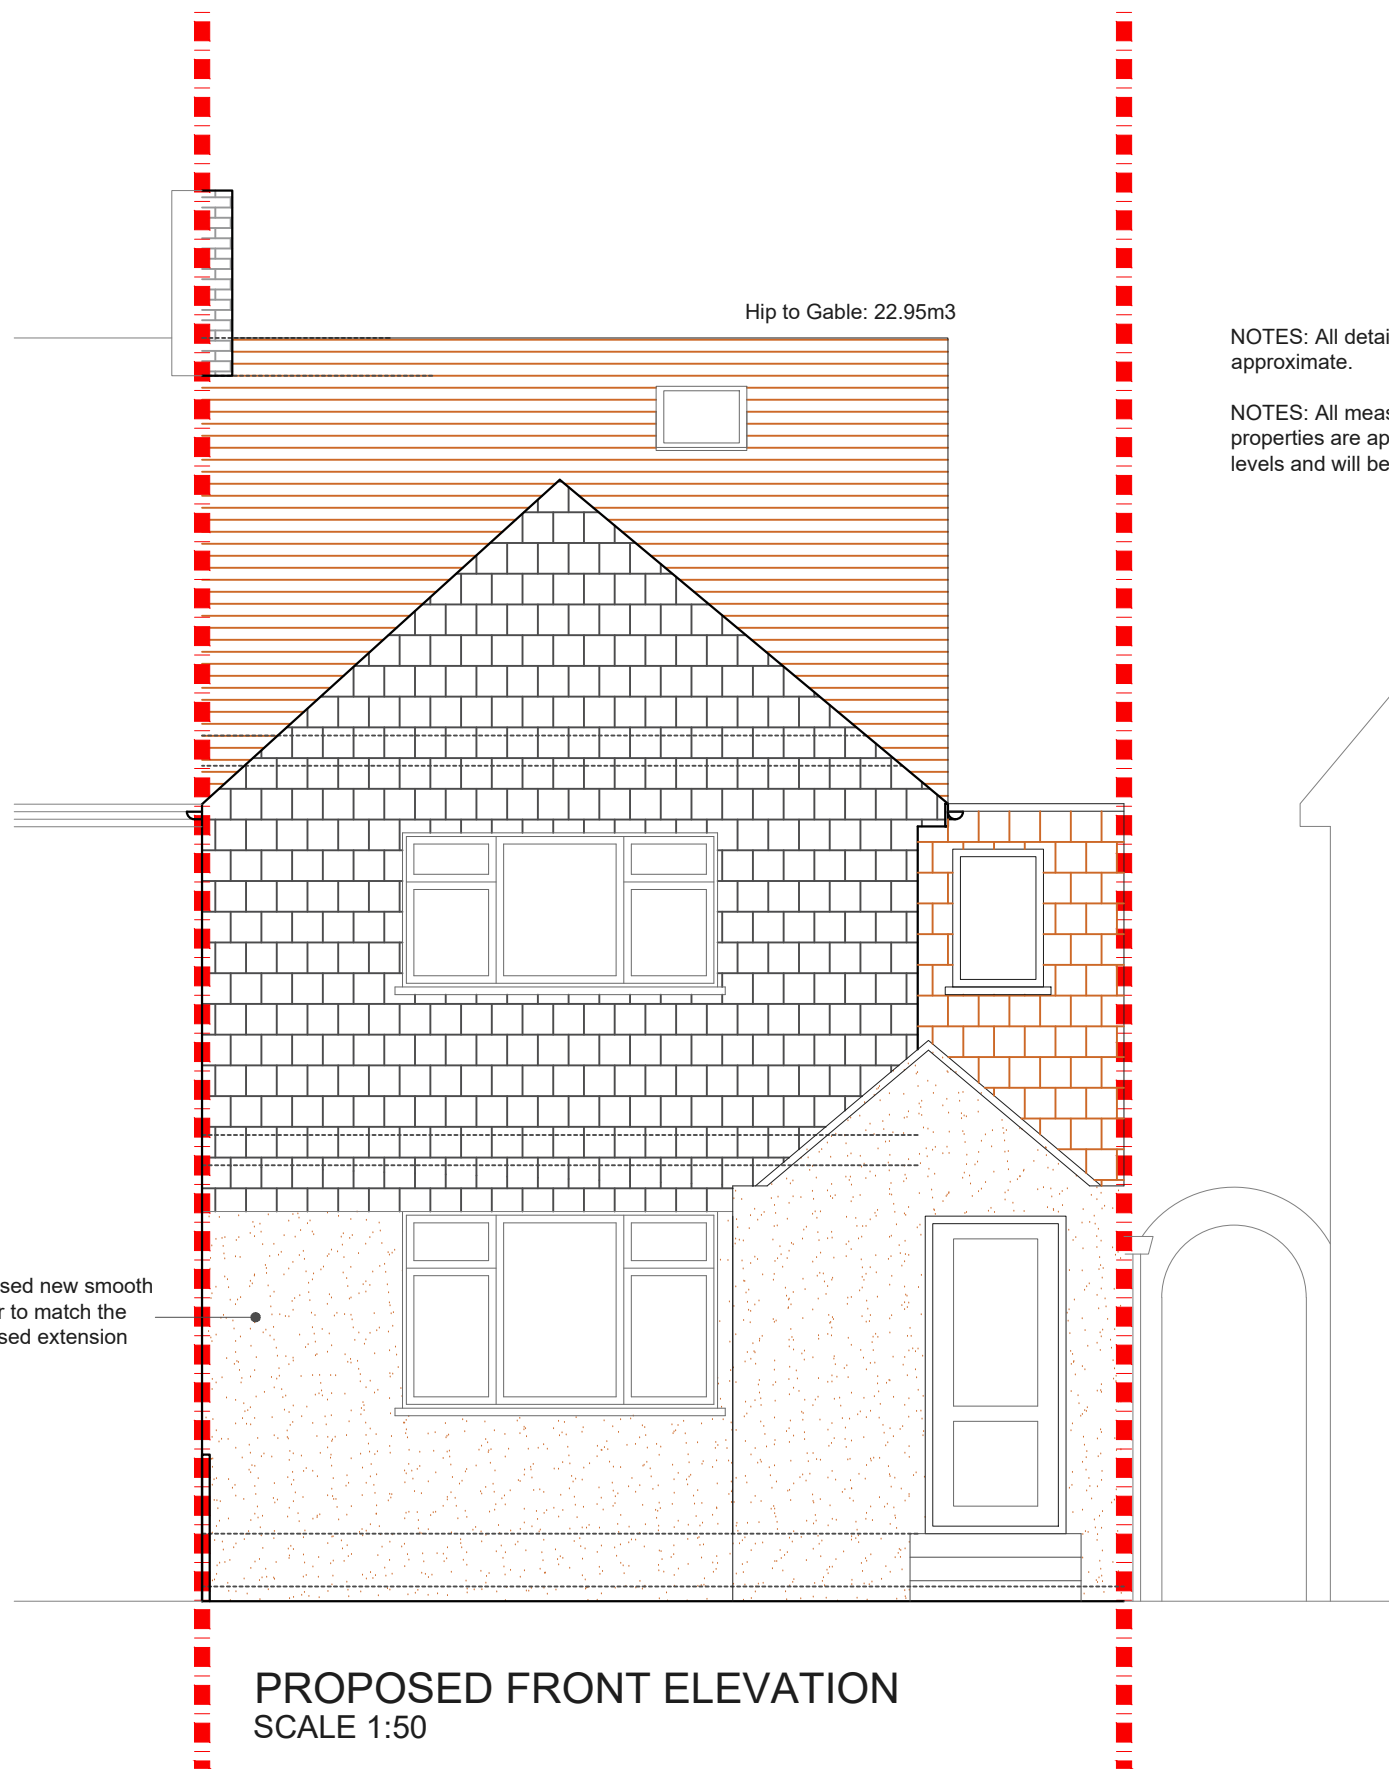 Hip to Gable: 22.95m3
NOTES: All detai
approximate.
NOTES: All meas
properties are ap
levels and will be
sed new smooth
r to match the
sed extension
PROPOSED FRONT ELEVATION
SCALE 1:50